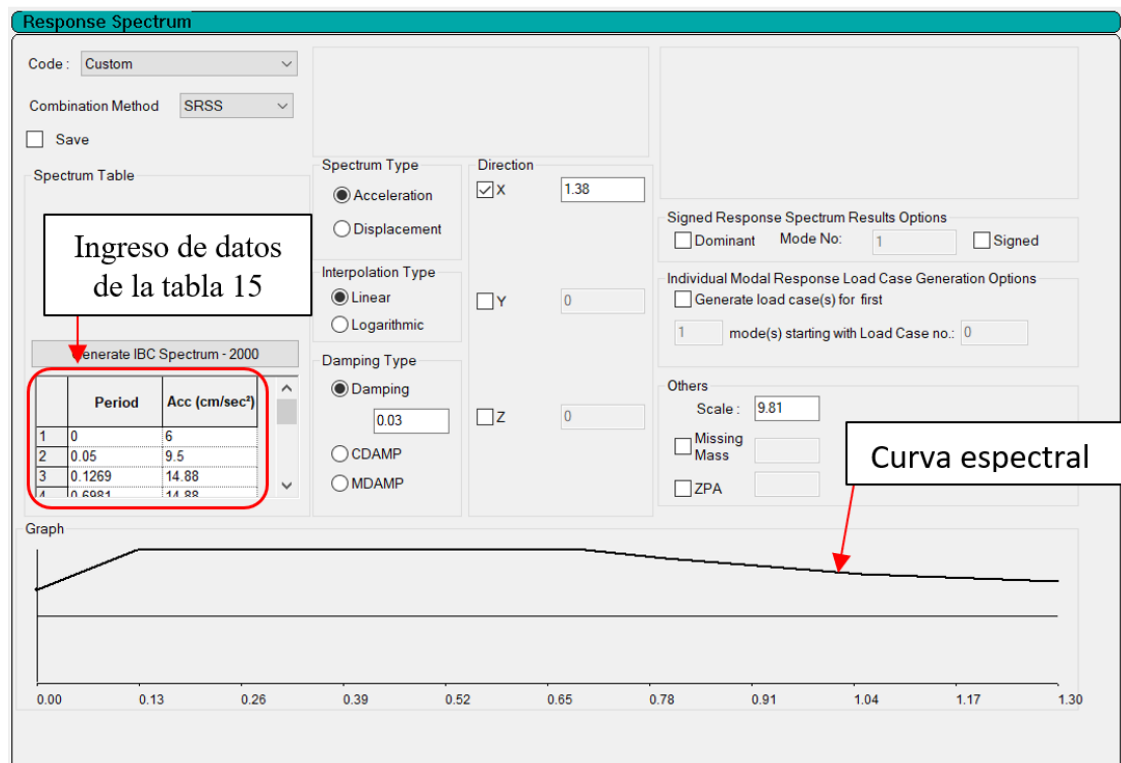 Response Spectrum
Code : Custom
Combination Method SRSS
Save
Spectrum Table
Ingreso de datos
de la tabla 15
Generate IBC Spectrum - 2000
Period Acc (cm/sec²)
1 0 6
2 0.05 9.5
3 0.1269 14.88
4 0.6981 14.88
Spectrum Type
Acceleration
Displacement
Interpolation Type
Linear
Logarithmic
Damping Type
Damping
0.03
CDAMP
MDAMP
Direction
X 1.38
Y 0
Z 0
Signed Response Spectrum Results Options
Dominant Mode No: 1 Signed
Individual Modal Response Load Case Generation Options
Generate load case(s) for first
1 mode(s) starting with Load Case no.: 0
Others
Scale : 9.81
Missing
Mass
ZPA
Curva espectral
Graph
0.00 0.13 0.26 0.39 0.52 0.65 0.78 0.91 1.04 1.17 1.30